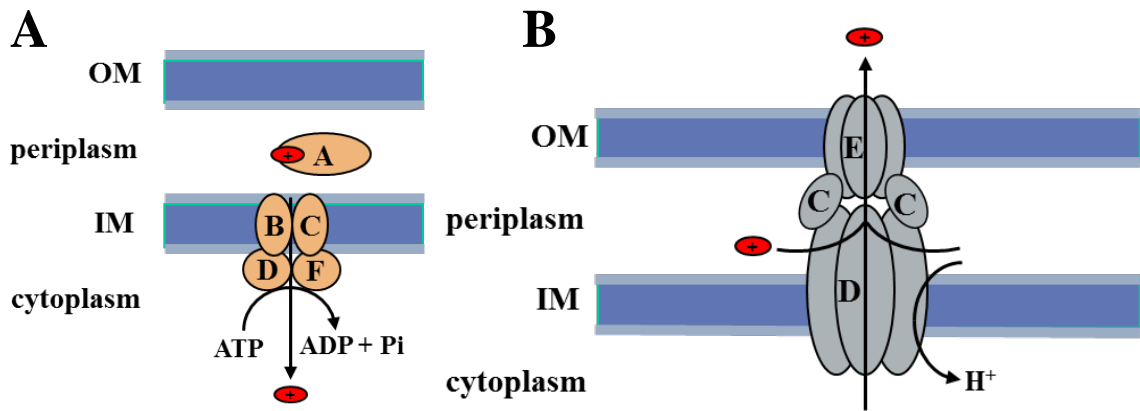 A
OM
periplasm
+ A
IM
B C
D F
cytoplasm
ATP
ADP + Pi
+
B
+
OM
E
C C
periplasm
+
IM
D
cytoplasm
H⁺